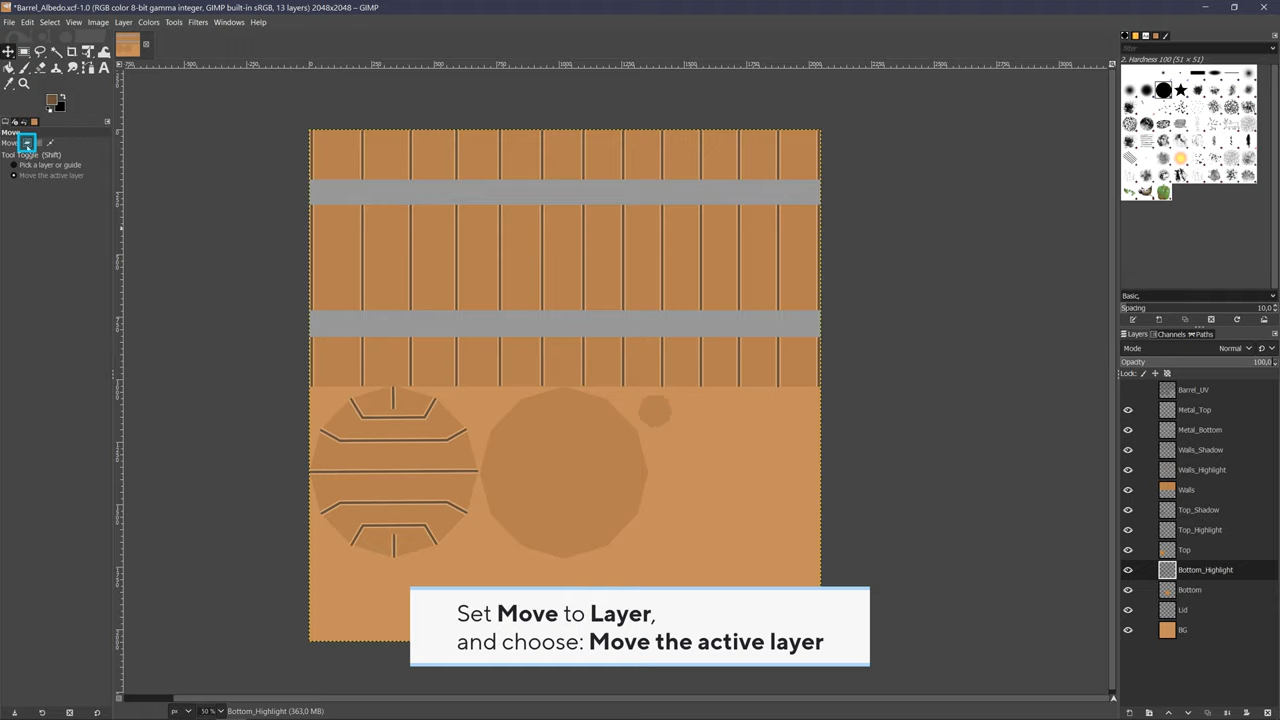 *Barrel_Albedo.xcf-1.0 (RGB color 8-bit gamma integer, GIMP built-in sRGB, 13 layers) 2048x2048 – GIMP
File Edit Select View Image Layer Colors Tools Filters Windows Help
Move
Move
Tool Toggle (Shift)
Pick a layer or guide
Move the active layer
2. Hardness 100 (51 × 51)
Basic,
Spacing 10,0
Layers Channels Paths
Mode Normal
Opacity 100,0
Lock:
Barrel_UV
Metal_Top
Metal_Bottom
Walls_Shadow
Walls_Highlight
Walls
Top_Shadow
Top_Highlight
Top
Bottom_Highlight
Bottom
Lid
BG
Set Move to Layer,
and choose: Move the active layer
px 50 % Bottom_Highlight (363,0 MB)